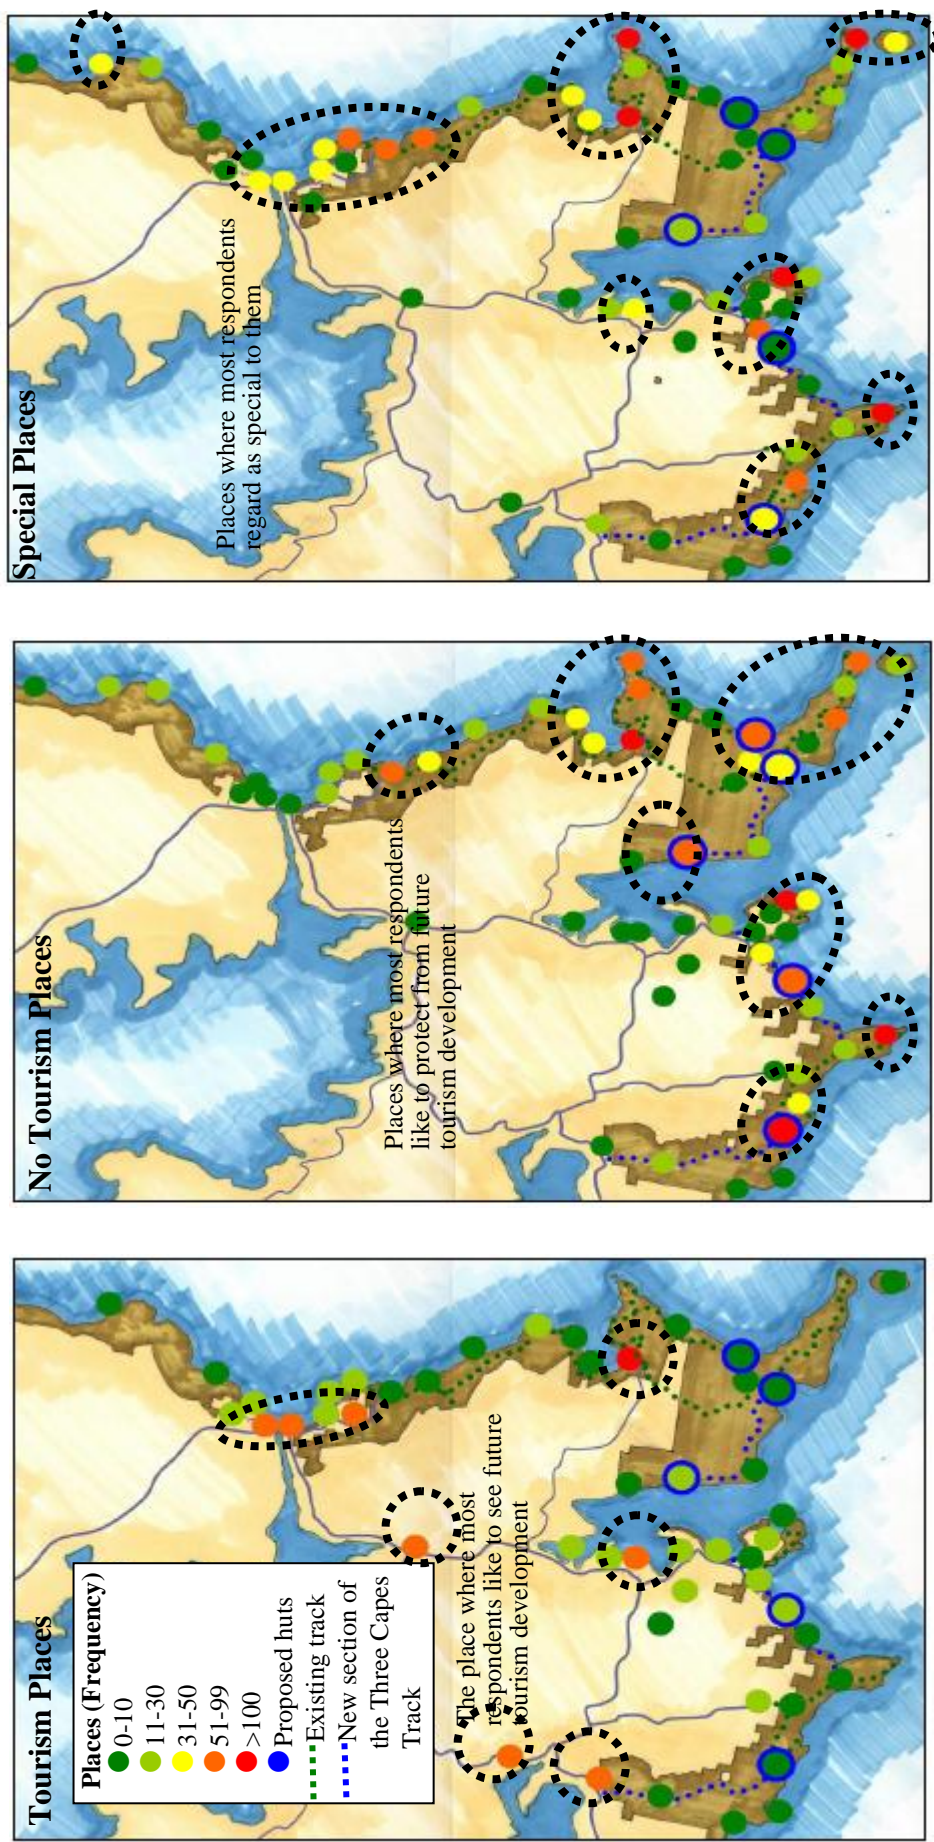 Tourism Places
Places (Frequency)
0-10
11-30
31-50
51-99
>100
Proposed huts
Existing track
New section of
the Three Capes
Track
The place where most
respondents like to see future
tourism development
No Tourism Places
Places where most respondents
like to protect from future
tourism development
Special Places
Places where most respondents
regard as special to them